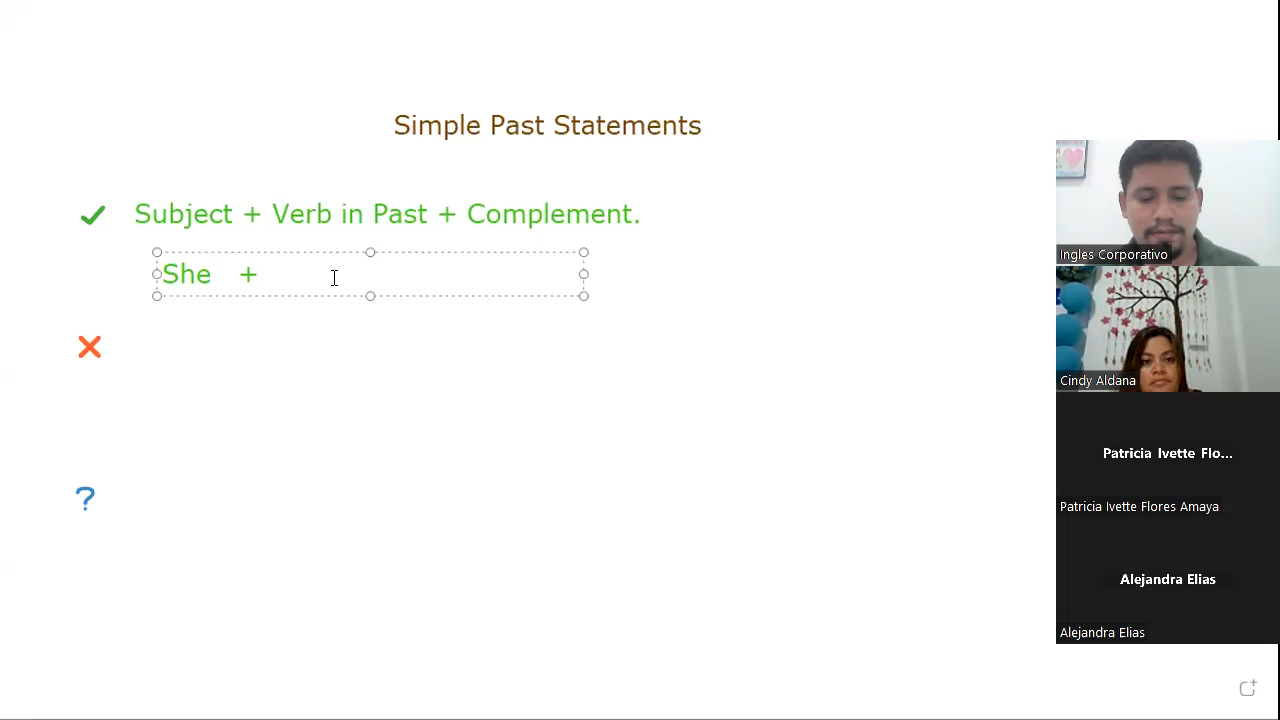 Simple Past Statements
Subject + Verb in Past + Complement.
She +
?
Ingles Corporativo
Cindy Aldana
Patricia Ivette Flo...
Patricia Ivette Flores Amaya
Alejandra Elias
Alejandra Elias